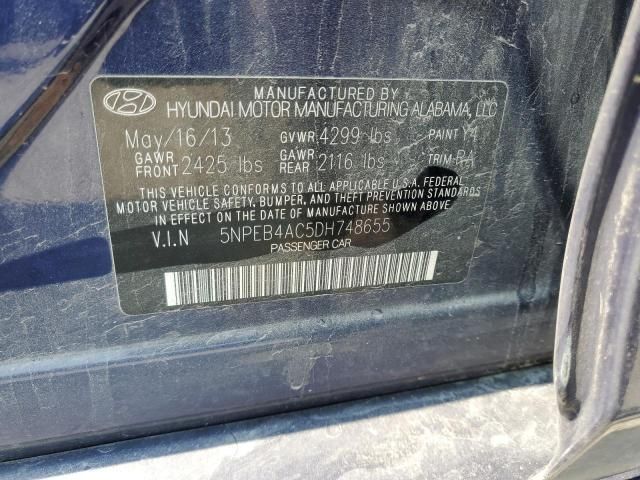 MANUFACTURED BY
HYUNDAI MOTOR MANUFACTURING ALABAMA, LLC
May/16/13 GVWR 4299 lbs PAINT Y4
GAWR FRONT 2425 lbs GAWR REAR 2116 lbs TRIM RA
THIS VEHICLE CONFORMS TO ALL APPLICABLE U.S.A. FEDERAL
MOTOR VEHICLE SAFETY, BUMPER, AND THEFT PREVENTION STANDARDS
IN EFFECT ON THE DATE OF MANUFACTURE SHOWN ABOVE
V.I.N 5NPEB4AC5DH748655
PASSENGER CAR